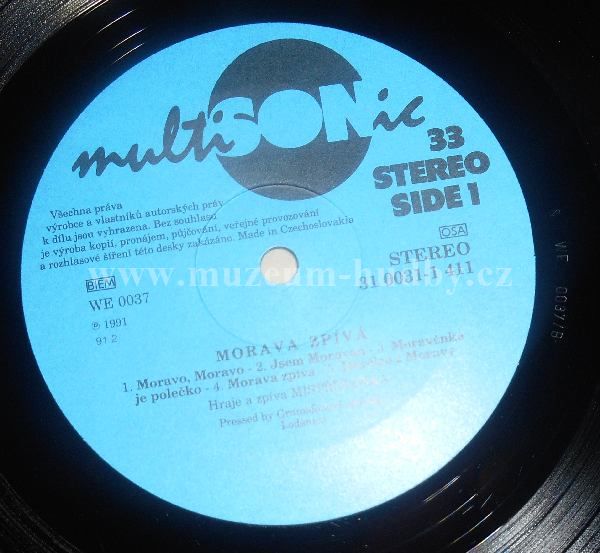 multiSONic
33
STEREO
SIDE 1
Všechna práva
výrobce a vlastníků autorských práv
k dílu jsou vyhrazena. Bez souhlasu
je výroba kopií, pronájem, půjčování, veřejné provozování
a rozhlasové šíření této desky zakázáno. Made in Czechoslovakia
BIEM
WE 0037
℗ 1991
91 2
OSA
STEREO
31 0031-1 411
www.muzeum-hudby.cz
MORAVA ZPÍVÁ
1. Moravo, Moravo - 2. Jsem Moravan - 3. Moravěnka
je polečko - 4. Morava zpívá - 5. z Moravy
Hraje a zpívá
Pressed by
Loděnice